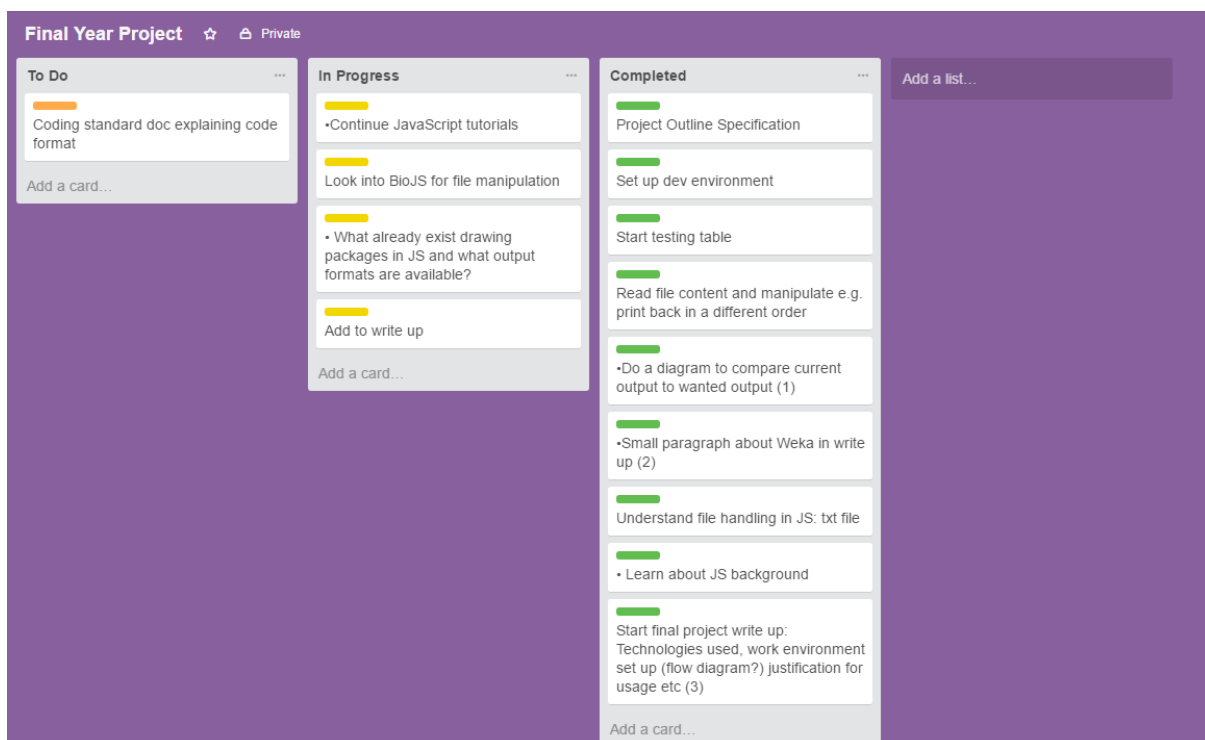 Final Year Project Private
To Do ...
Coding standard doc explaining code
format
Add a card...
In Progress ...
•Continue JavaScript tutorials
Look into BioJS for file manipulation
• What already exist drawing
packages in JS and what output
formats are available?
Add to write up
Add a card...
Completed ...
Project Outline Specification
Set up dev environment
Start testing table
Read file content and manipulate e.g.
print back in a different order
•Do a diagram to compare current
output to wanted output (1)
•Small paragraph about Weka in write
up (2)
Understand file handling in JS: txt file
• Learn about JS background
Start final project write up:
Technologies used, work environment
set up (flow diagram?) justification for
usage etc (3)
Add a card...
Add a list...